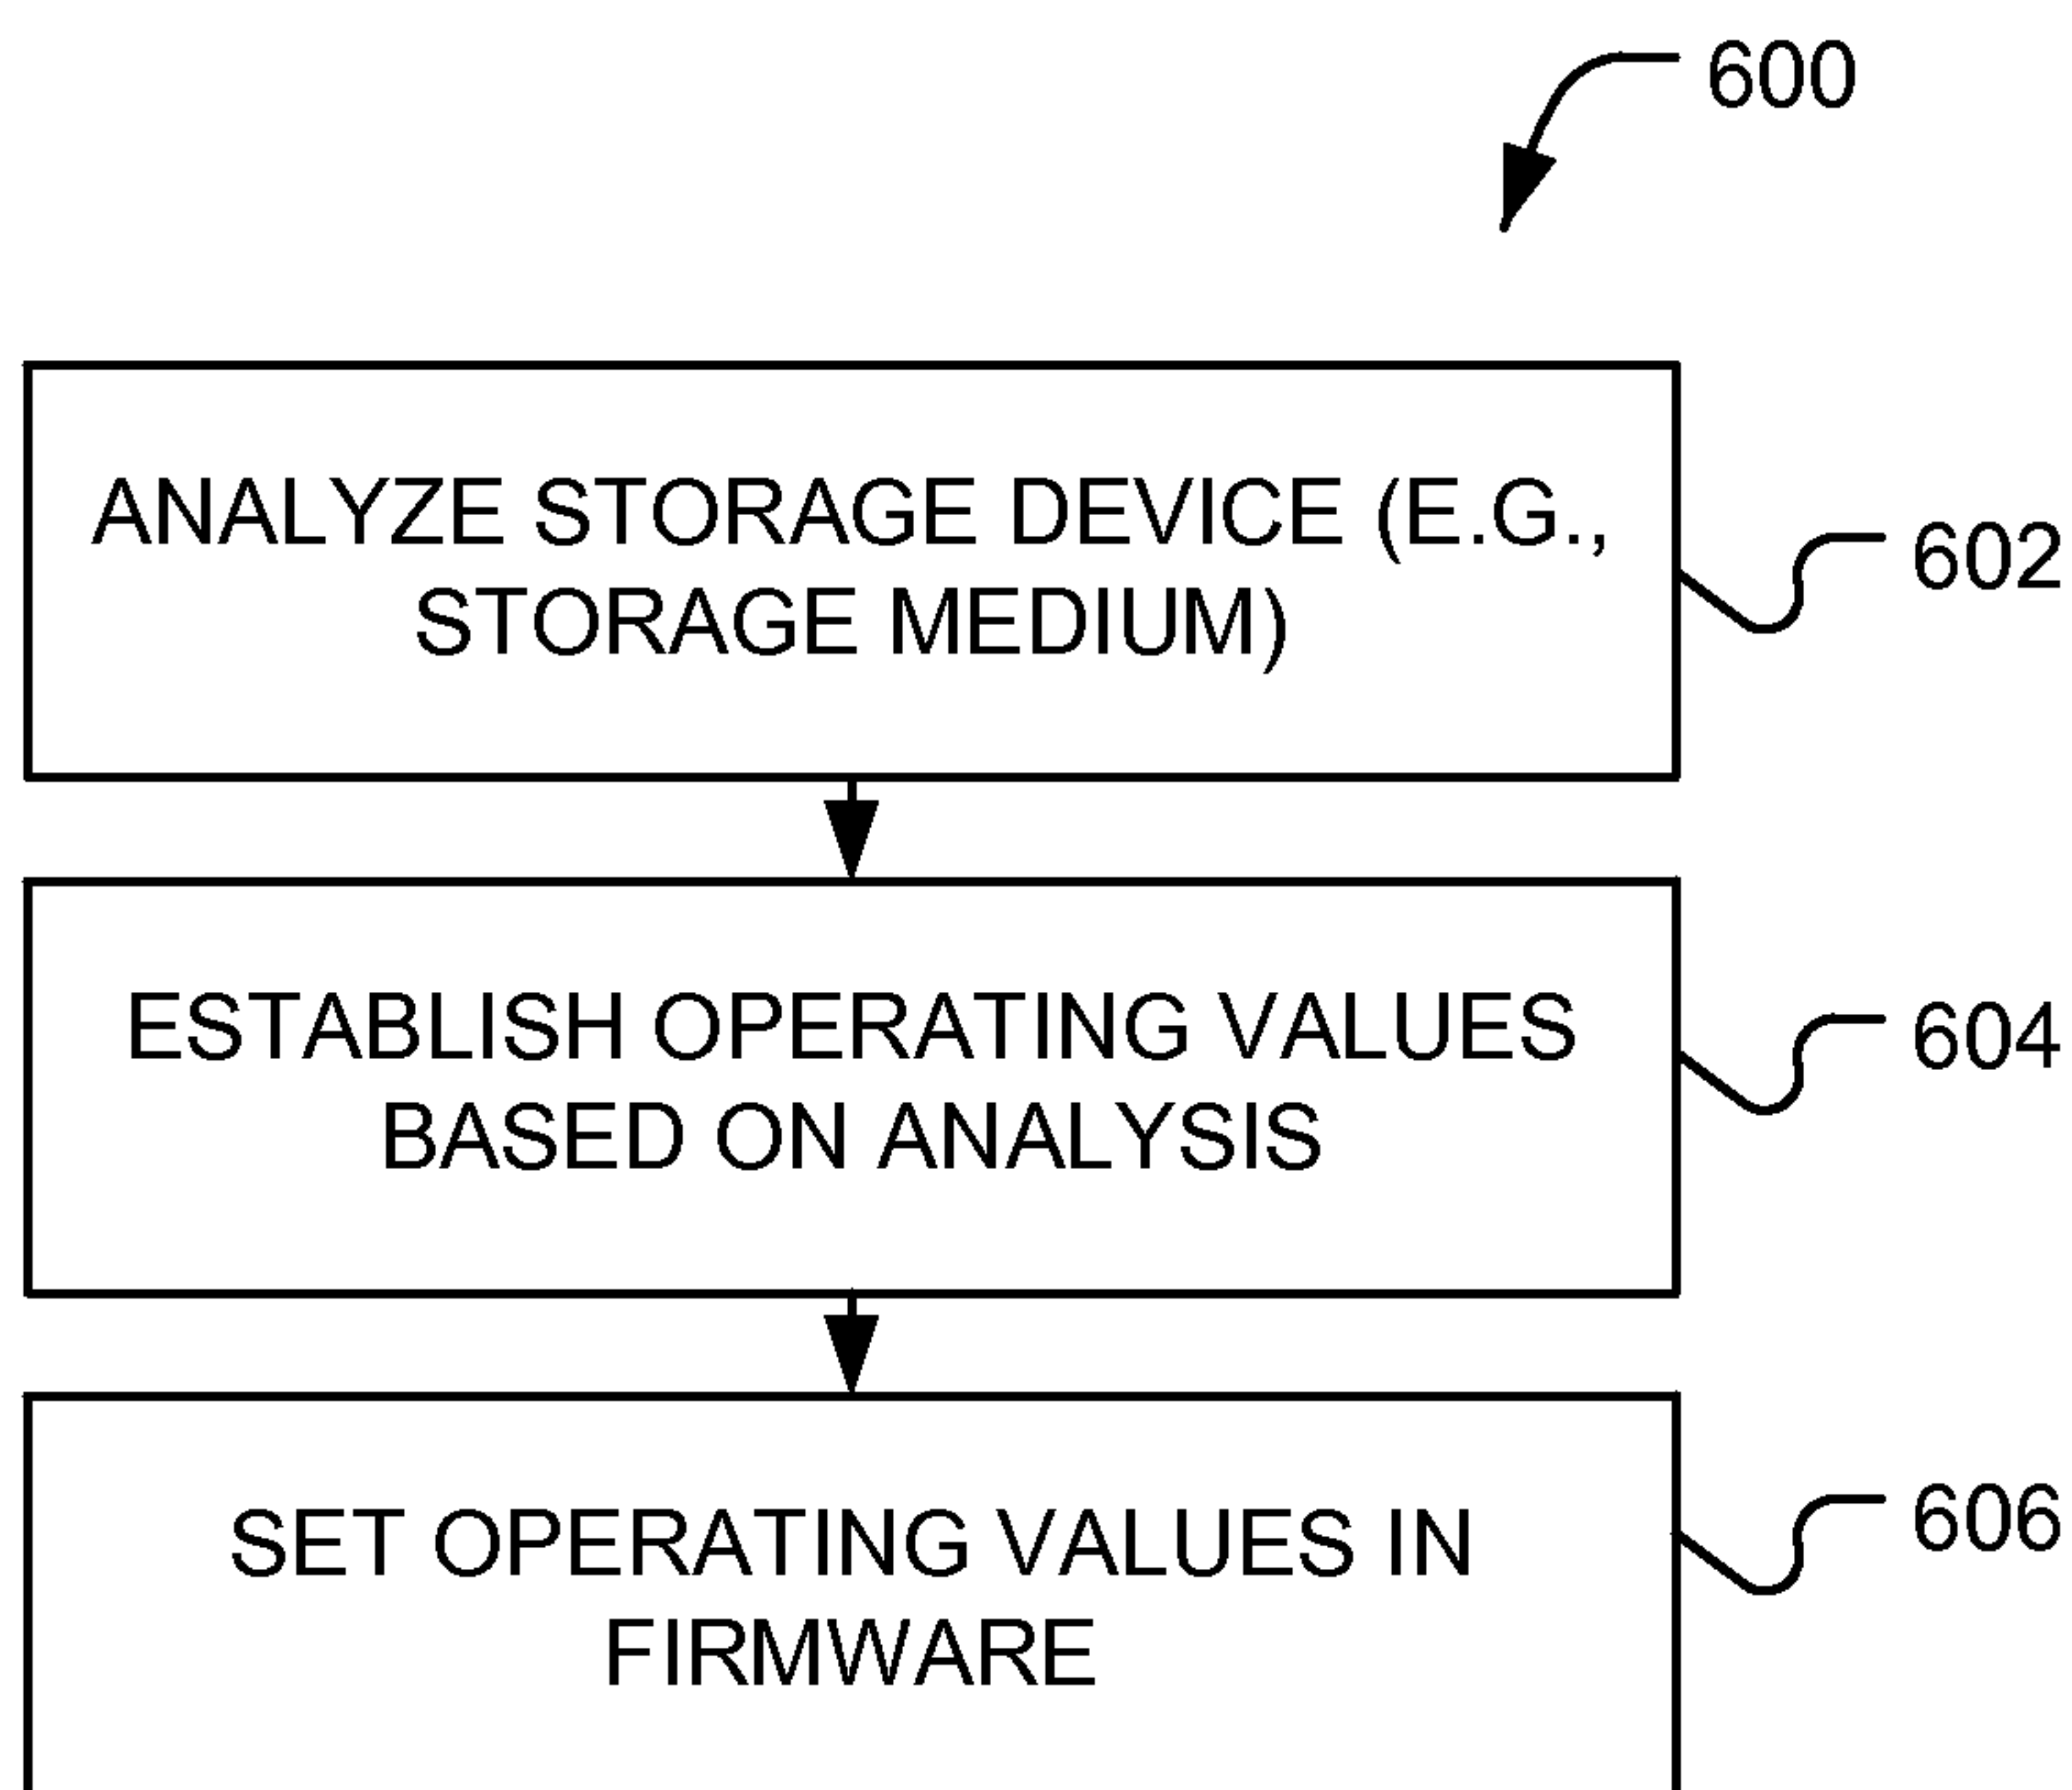 600
ANALYZE STORAGE DEVICE (E.G.,
STORAGE MEDIUM)
602
ESTABLISH OPERATING VALUES
BASED ON ANALYSIS
604
SET OPERATING VALUES IN
FIRMWARE
606